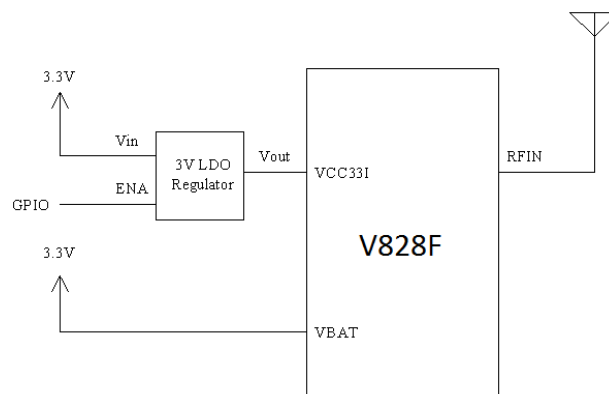 3.3V
Vin
3V LDO
Regulator
Vout
VCC33I
RFIN
ENA
GPIO
V828F
3.3V
VBAT